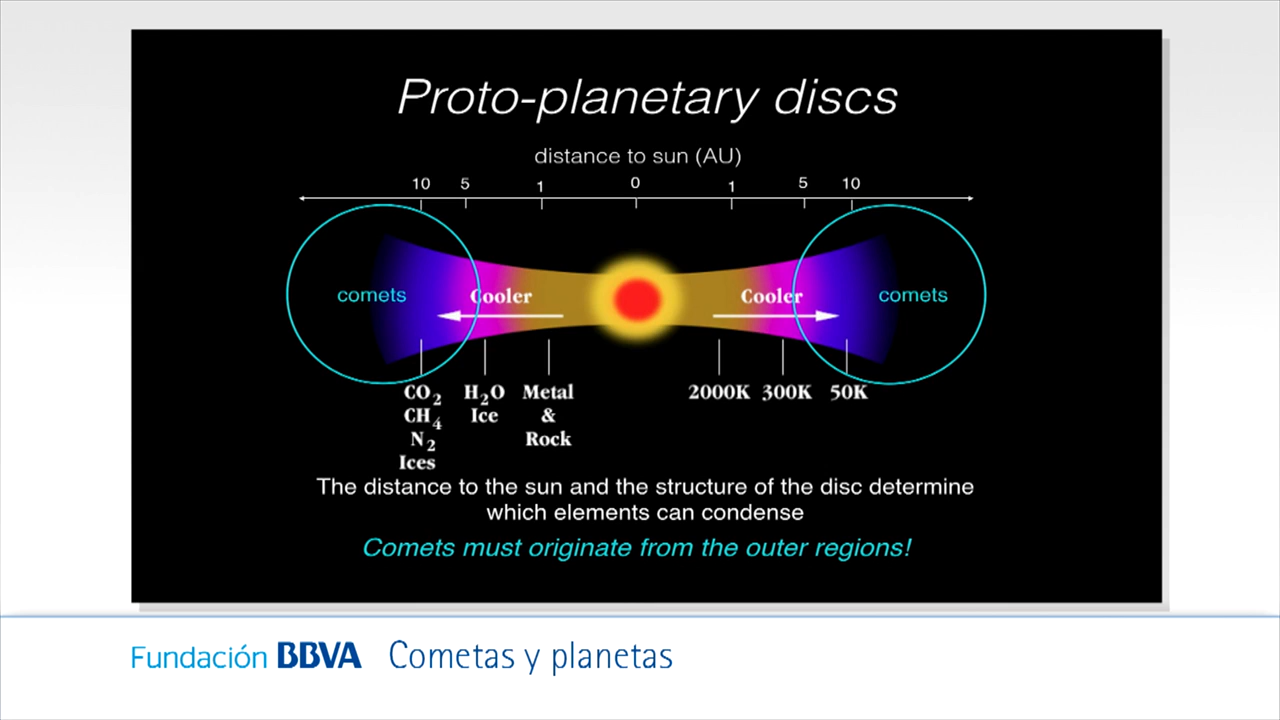 Proto-planetary discs
distance to sun (AU)
10 5 1 0 1 5 10
comets Cooler Cooler comets
CO₂ H₂O Metal 2000K 300K 50K
CH₄ Ice &
N₂ Rock
Ices
The distance to the sun and the structure of the disc determine
which elements can condense
Comets must originate from the outer regions!
Fundación BBVA Cometas y planetas